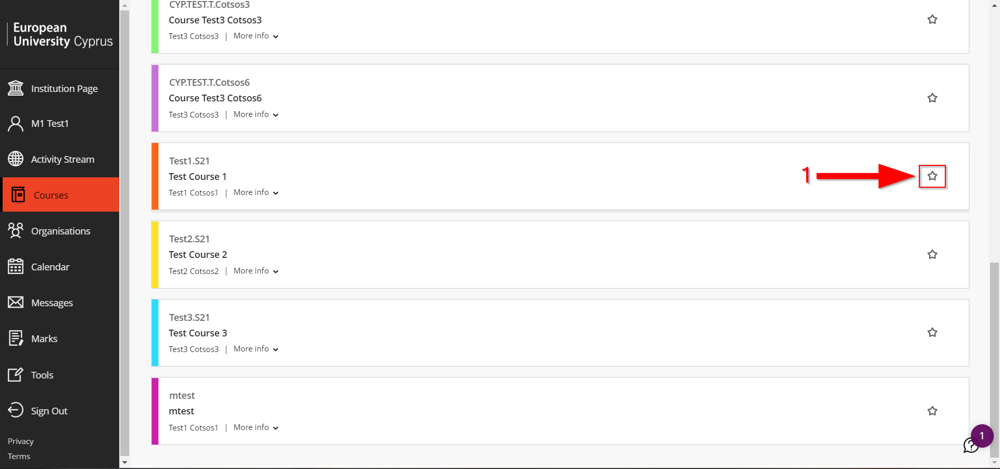 European
University Cyprus
Institution Page
M1 Test1
Activity Stream
Courses
Organisations
Calendar
Messages
Marks
Tools
Sign Out
Privacy
Terms
CYP.TEST.T.Cotsos3
Course Test3 Cotsos3
Test3 Cotsos3 | More info
CYP.TEST.T.Cotsos6
Course Test3 Cotsos6
Test3 Cotsos3 | More info
Test1.S21
Test Course 1
Test1 Cotsos1 | More info
1
Test2.S21
Test Course 2
Test2 Cotsos2 | More info
Test3.S21
Test Course 3
Test3 Cotsos3 | More info
mtest
mtest
Test1 Cotsos1 | More info
1
?